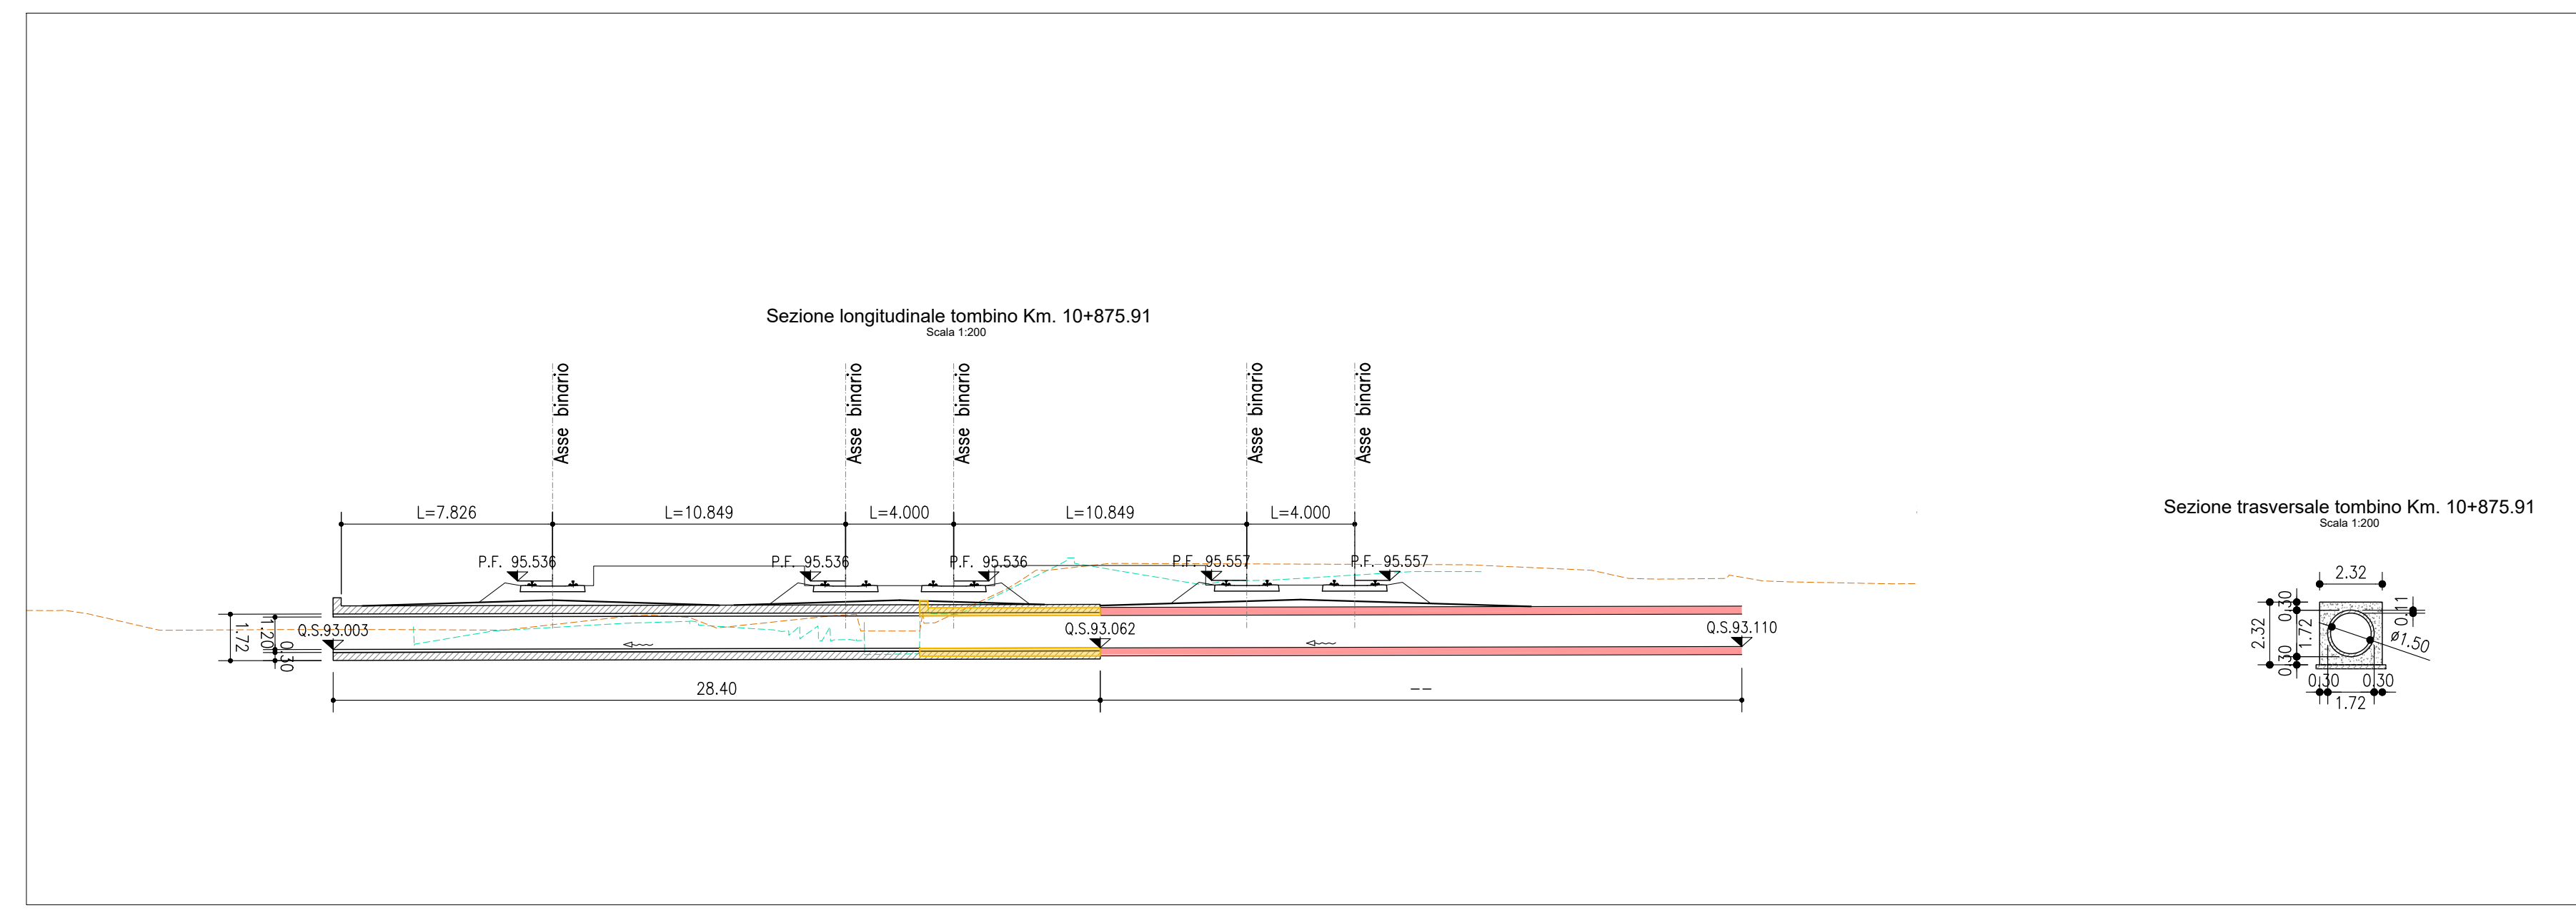 Sezione longitudinale tombino Km. 10+875.91
Scala 1:200
Asse binario
Asse binario
Asse binario
Asse binario
Asse binario
L=7.826
L=10.849
L=4.000
L=10.849
L=4.000
P.F. 95.536
P.F. 95.536
P.F. 95.536
P.F. 95.557
P.F. 95.557
1.72
1.20
0.30
Q.S.93.003
Q.S.93.062
Q.S.93.110
28.40
--
Sezione trasversale tombino Km. 10+875.91
Scala 1:200
2.32
2.32
0.30
1.72
0.30
0.11
ø1.50
0.30
0.30
1.72